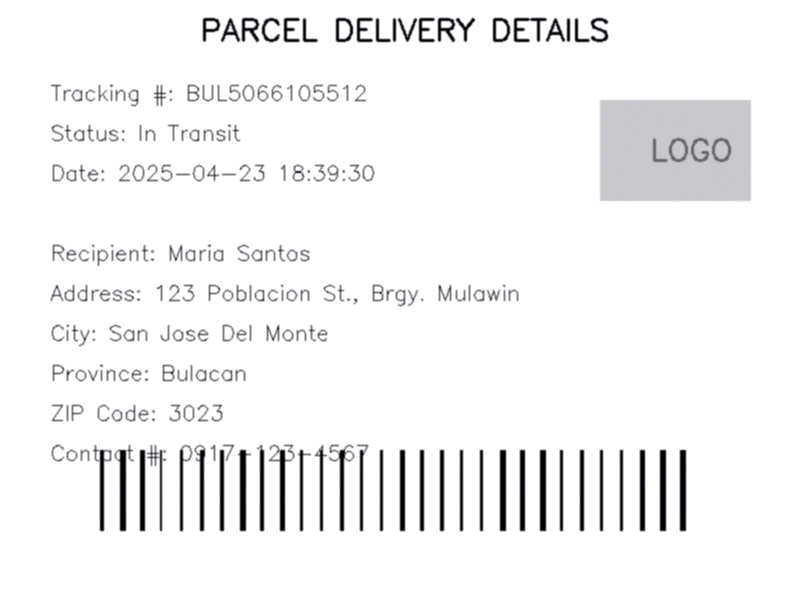 PARCEL DELIVERY DETAILS
Tracking #: BUL5066105512
Status: In Transit
Date: 2025-04-23 18:39:30
LOGO
Recipient: Maria Santos
Address: 123 Poblacion St., Brgy. Mulawin
City: San Jose Del Monte
Province: Bulacan
ZIP Code: 3023
Contact #: 0917-123-4567